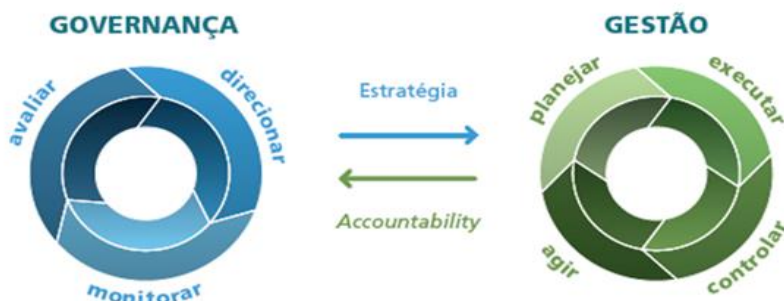 GOVERNANÇA
avaliar
direcionar
monitorar
Estratégia
Accountability
GESTÃO
planejar
executar
controlar
agir